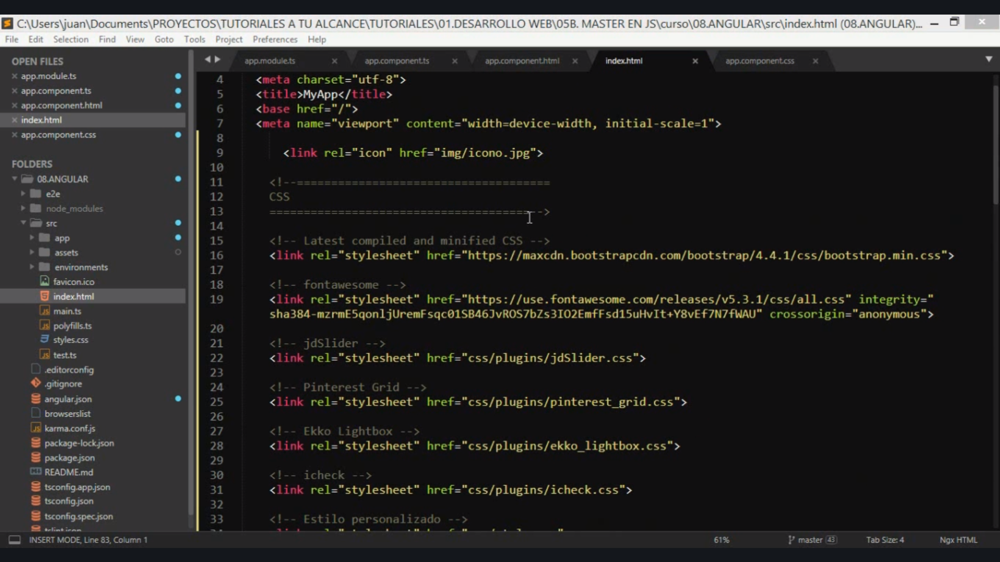 C:\Users\juan\Documents\PROYECTOS\TUTORIALES A TU ALCANCE\TUTORIALES\01.DESARROLLO WEB\05B. MASTER EN JS\curso\08.ANGULAR\src\index.html (08.ANGULAR)...
File Edit Selection Find View Goto Tools Project Preferences Help
OPEN FILES
app.module.ts
app.component.ts
app.component.html
index.html
app.component.css
FOLDERS
08.ANGULAR
e2e
node_modules
src
app
assets
environments
favicon.ico
index.html
main.ts
polyfills.ts
styles.css
test.ts
.editorconfig
.gitignore
angular.json
browserslist
karma.conf.js
package-lock.json
package.json
README.md
tsconfig.app.json
tsconfig.json
tsconfig.spec.json
tslint.json
app.module.ts app.component.ts app.component.html index.html app.component.css
4 <meta charset="utf-8">
5 <title>MyApp</title>
6 <base href="/">
7 <meta name="viewport" content="width=device-width, initial-scale=1">
8
9 <link rel="icon" href="img/icono.jpg">
10
11 <!--=====================================
12 CSS
13 ======================================-->
14
15 <!-- Latest compiled and minified CSS -->
16 <link rel="stylesheet" href="https://maxcdn.bootstrapcdn.com/bootstrap/4.4.1/css/bootstrap.min.css">
17
18 <!-- fontawesome -->
19 <link rel="stylesheet" href="https://use.fontawesome.com/releases/v5.3.1/css/all.css" integrity="
sha384-mzrmE5qonljUremFsqc01SB46JvROS7bZs3IO2EmfFsd15uHvIt+Y8vEf7N7fWAU" crossorigin="anonymous">
20
21 <!-- jdSlider -->
22 <link rel="stylesheet" href="css/plugins/jdSlider.css">
23
24 <!-- Pinterest Grid -->
25 <link rel="stylesheet" href="css/plugins/pinterest_grid.css">
26
27 <!-- Ekko Lightbox -->
28 <link rel="stylesheet" href="css/plugins/ekko_lightbox.css">
29
30 <!-- icheck -->
31 <link rel="stylesheet" href="css/plugins/icheck.css">
32
33 <!-- Estilo personalizado -->
INSERT MODE, Line 83, Column 1 61% master 43 Tab Size: 4 Ngx HTML